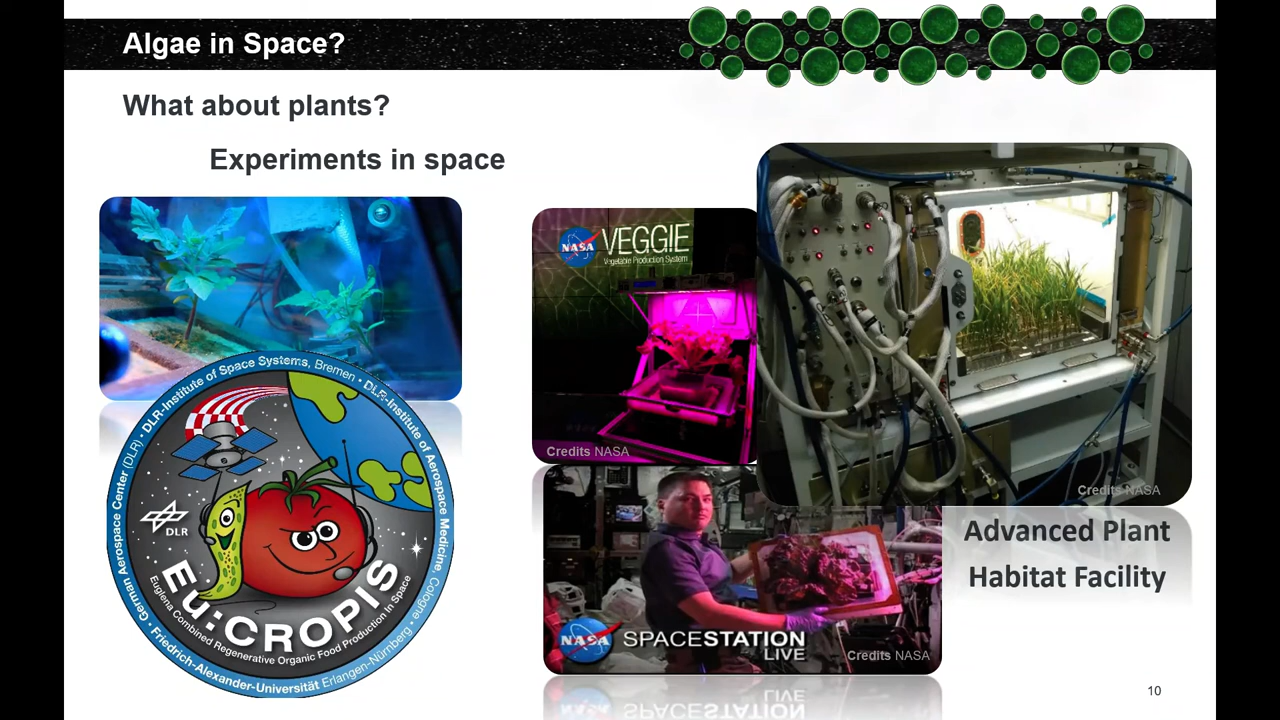 Algae in Space?
What about plants?
Experiments in space
NASA
VEGGIE
Vegetable Production System
Credits NASA
Credits NASA
DLR-Institute of Space Systems, Bremen • DLR-Institute of Aerospace Medicine Cologne • Friedrich-Alexander-Universität Erlangen-Nürnberg • German Aerospace Center (DLR) •
DLR
Eu:CROPIS
Euglena Combined Regenerative Organic Food Production In Space
Advanced Plant
Habitat Facility
NASA
SPACESTATION
LIVE
Credits NASA
10